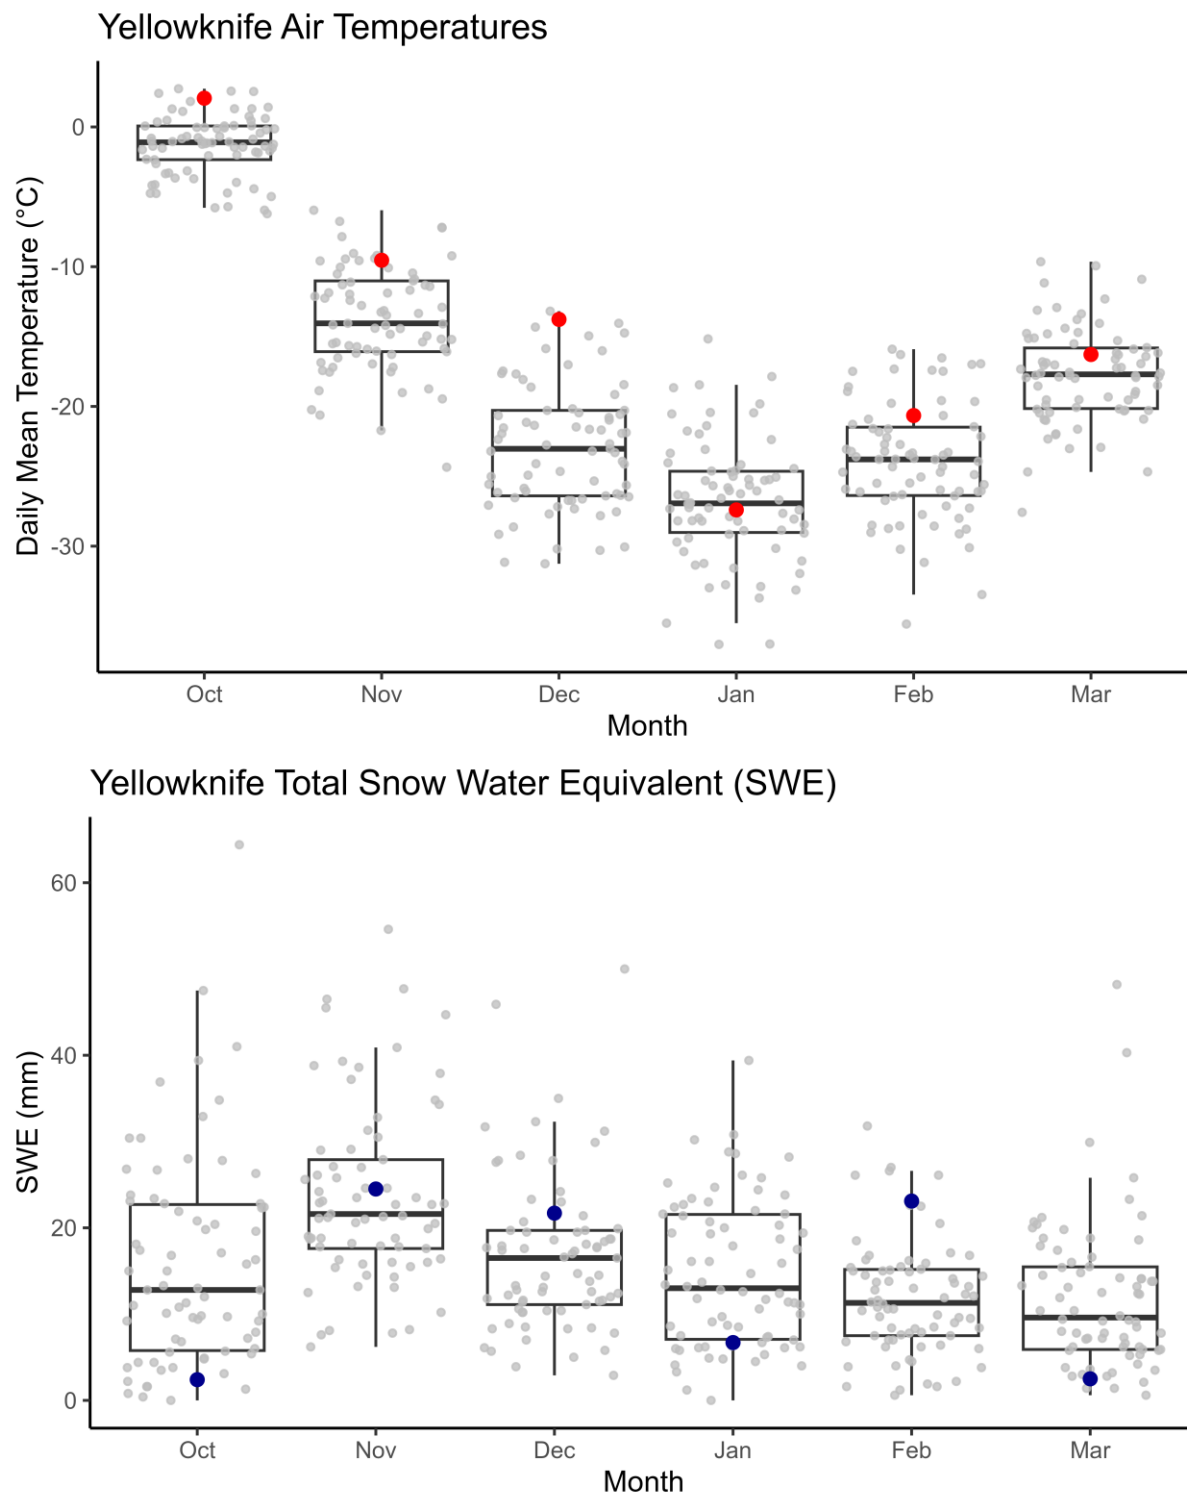 Yellowknife Air Temperatures
Daily Mean Temperature (°C)
0
-10
-20
-30
Oct Nov Dec Jan Feb Mar
Month
Yellowknife Total Snow Water Equivalent (SWE)
SWE (mm)
60
40
20
0
Oct Nov Dec Jan Feb Mar
Month